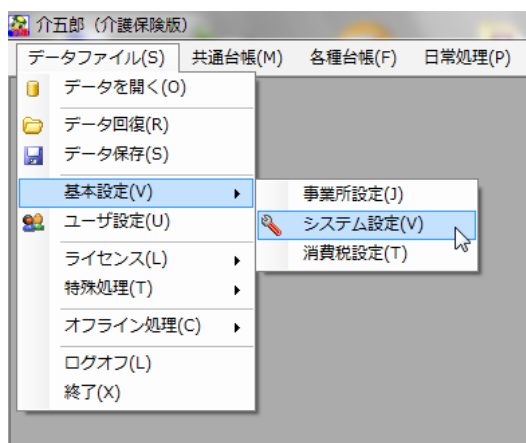 介五郎（介護保険版）
データファイル(S) 共通台帳(M) 各種台帳(F) 日常処理(P)
データを開く(O)
データ回復(R)
データ保存(S)
基本設定(V)
ユーザ設定(U)
ライセンス(L)
特殊処理(T)
オフライン処理(C)
ログオフ(L)
終了(X)
事業所設定(J)
システム設定(V)
消費税設定(T)